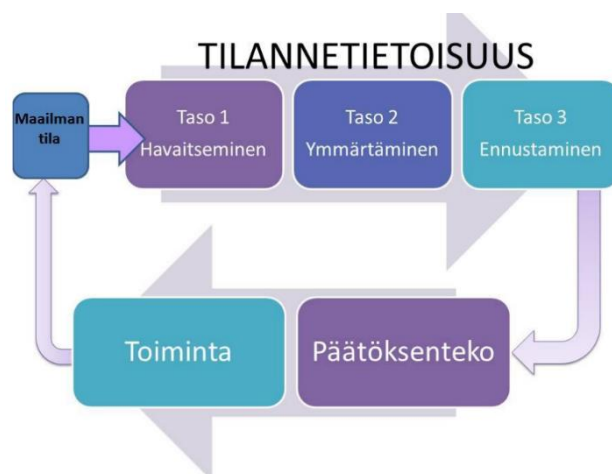 TILANNETIETOISUUS
Maailman
tila
Taso 1
Havaitseminen
Taso 2
Ymmärtäminen
Taso 3
Ennustaminen
Toiminta
Päätöksenteko